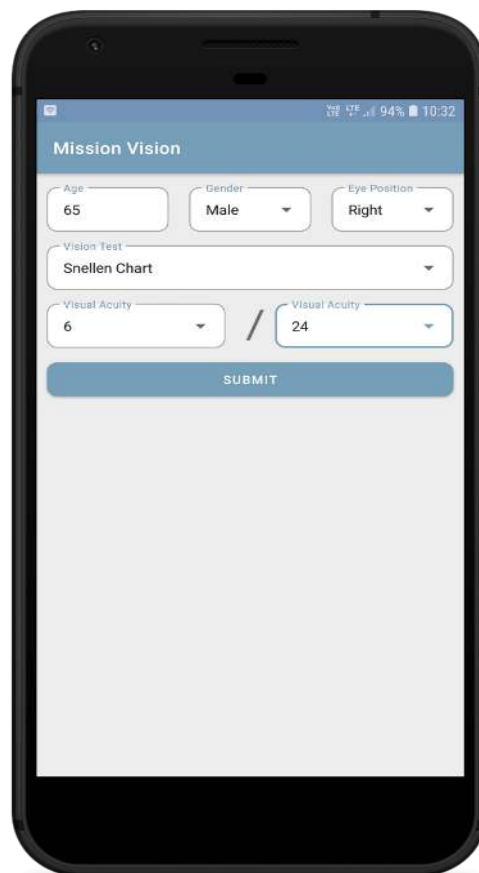 94% 10:32
Mission Vision
Age Gender Eye Position
65 Male Right
Vision Test
Snellen Chart
Visual Acuity Visual Acuity
6 / 24
SUBMIT